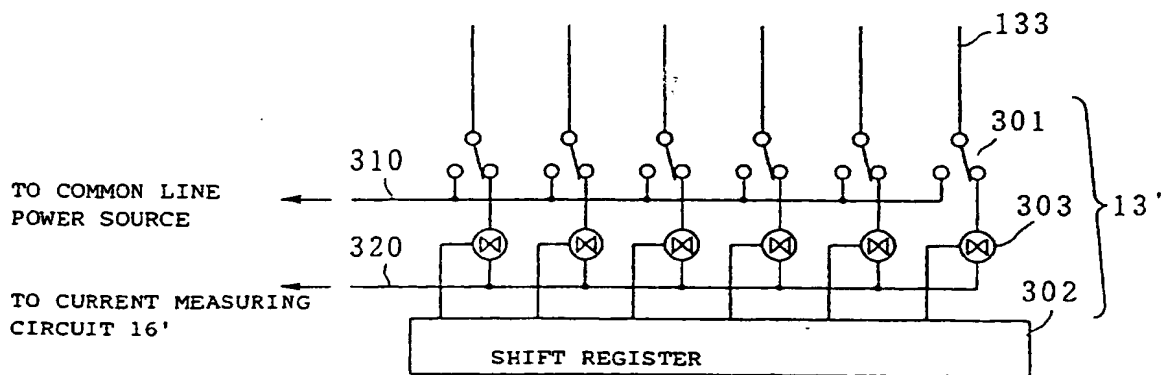 133
301
310
TO COMMON LINE
POWER SOURCE
13'
303
320
TO CURRENT MEASURING
CIRCUIT 16'
302
SHIFT REGISTER